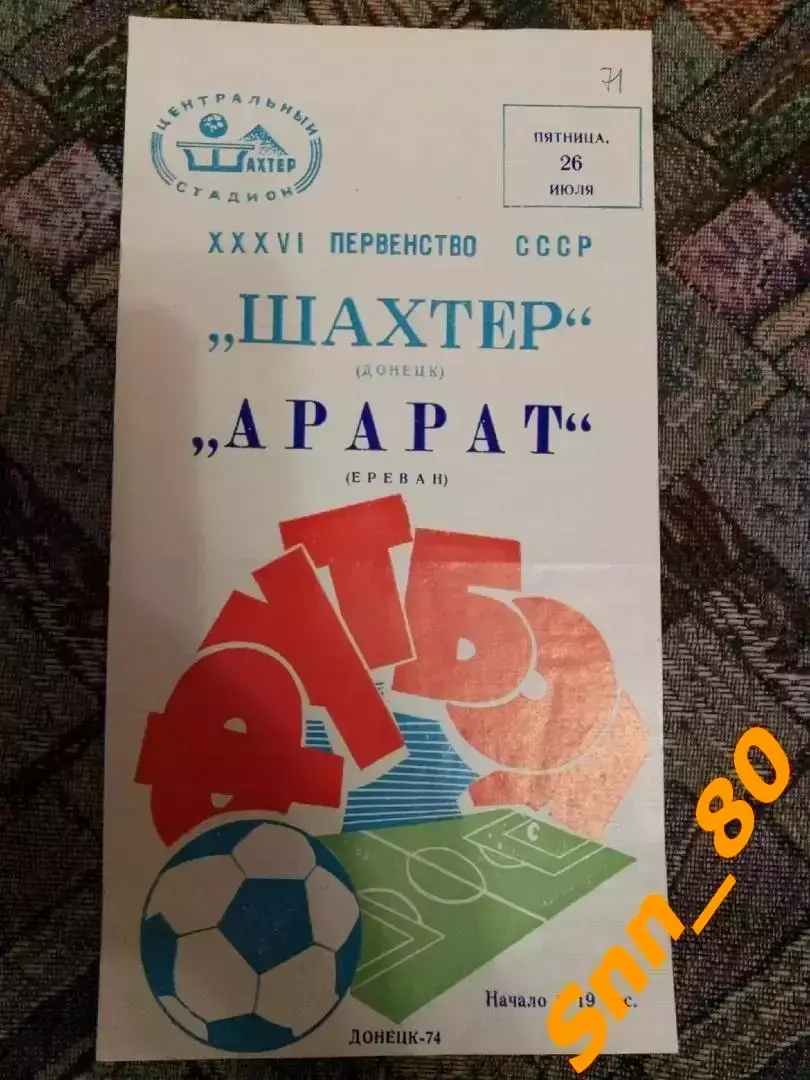 71
ЦЕНТРАЛЬНЫЙ
ШАХТЕР
СТАДИОН
ПЯТНИЦА,
26
ИЮЛЯ
XXXVI ПЕРВЕНСТВО СССР
„ШАХТЕР“
(ДОНЕЦК)
„АРАРАТ“
(ЕРЕВАН)
ФУТБОЛ
С
Начало 19
ДОНЕЦК-74
Snn_80